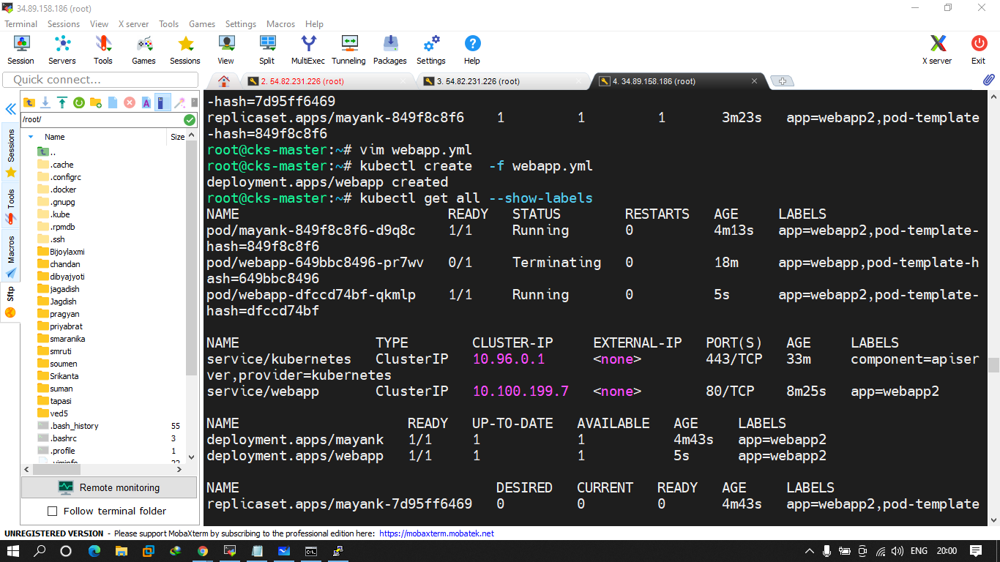 34.89.158.186 (root)
Terminal Sessions View X server Tools Games Settings Macros Help
Session Servers Tools Games Sessions View Split MultiExec Tunneling Packages Settings Help X server Exit
Quick connect...
2. 54.82.231.226 (root)
3. 54.82.231.226 (root)
4. 34.89.158.186 (root)
/root/
Name Size
..
.cache
.configrc
.docker
.gnupg
.kube
.rpmdb
.ssh
Bijoylaxmi
chandan
dibyajyoti
jagadish
Jagdish
pragyan
priyabrat
smaranika
smruti
soumen
Srikanta
suman
tapasi
ved5
.bash_history 55
.bashrc 3
.profile 1
.viminfo 22
Sessions
Tools
Macros
Sftp
Remote monitoring
Follow terminal folder
-hash=7d95ff6469
replicaset.apps/mayank-849f8c8f6 1 1 1 3m23s app=webapp2,pod-template
-hash=849f8c8f6
root@cks-master:~# vim webapp.yml
root@cks-master:~# kubectl create -f webapp.yml
deployment.apps/webapp created
root@cks-master:~# kubectl get all --show-labels
NAME READY STATUS RESTARTS AGE LABELS
pod/mayank-849f8c8f6-d9q8c 1/1 Running 0 4m13s app=webapp2,pod-template-
hash=849f8c8f6
pod/webapp-649bbc8496-pr7wv 0/1 Terminating 0 18m app=webapp,pod-template-h
ash=649bbc8496
pod/webapp-dfccd74bf-qkmlp 1/1 Running 0 5s app=webapp2,pod-template-
hash=dfccd74bf
NAME TYPE CLUSTER-IP EXTERNAL-IP PORT(S) AGE LABELS
service/kubernetes ClusterIP 10.96.0.1 <none> 443/TCP 33m component=apiser
ver,provider=kubernetes
service/webapp ClusterIP 10.100.199.7 <none> 80/TCP 8m25s app=webapp2
NAME READY UP-TO-DATE AVAILABLE AGE LABELS
deployment.apps/mayank 1/1 1 1 4m43s app=webapp2
deployment.apps/webapp 1/1 1 1 5s app=webapp2
NAME DESIRED CURRENT READY AGE LABELS
replicaset.apps/mayank-7d95ff6469 0 0 0 4m43s app=webapp2,pod-template
UNREGISTERED VERSION - Please support MobaXterm by subscribing to the professional edition here: https://mobaxterm.mobatek.net
ENG 20:00